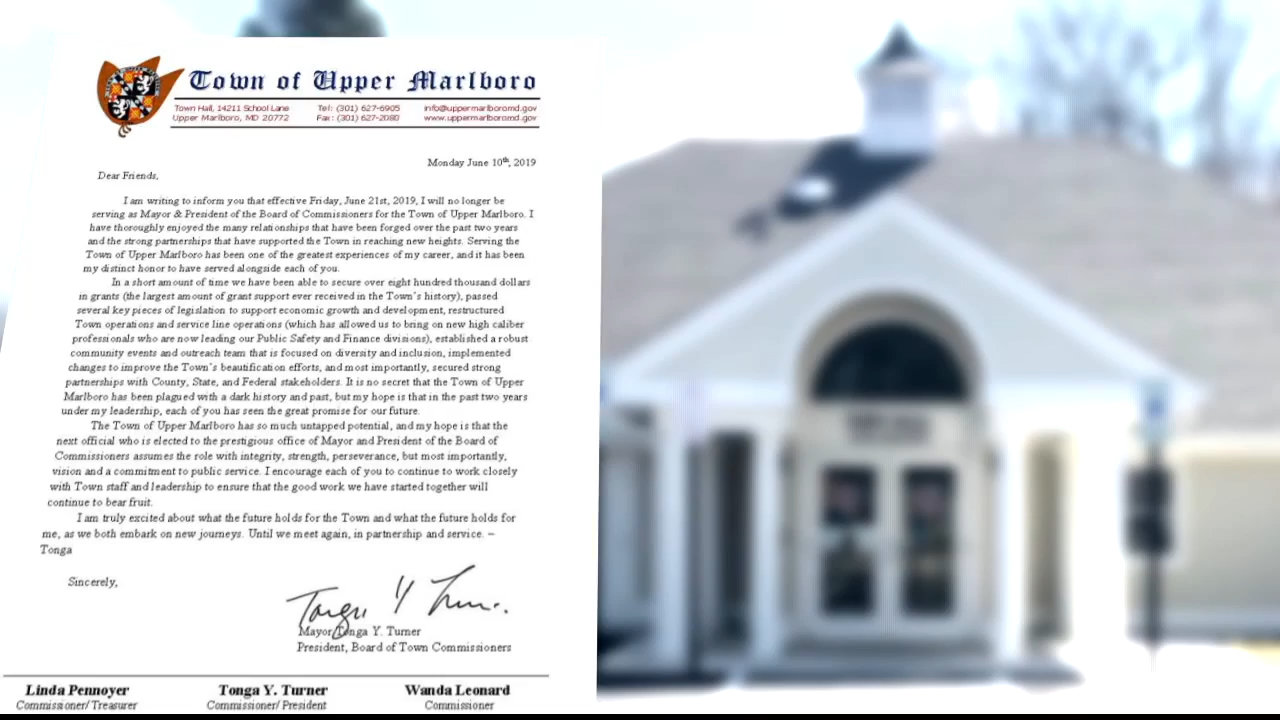 Town of Upper Marlboro
Town Hall, 14211 School Lane
Upper Marlboro, MD 20772
Tel: (301) 627-6905
Fax: (301) 627-2080
info@uppermarlboromd.gov
www.uppermarlboromd.gov
Monday June 10th, 2019
Dear Friends,
I am writing to inform you that effective Friday, June 21st, 2019, I will no longer be
serving as Mayor & President of the Board of Commissioners for the Town of Upper Marlboro. I
have thoroughly enjoyed the many relationships that have been forged over the past two years
and the strong partnerships that have supported the Town in reaching new heights. Serving the
Town of Upper Marlboro has been one of the greatest experiences of my career, and it has been
my distinct honor to have served alongside each of you.
In a short amount of time we have been able to secure over eight hundred thousand dollars
in grants (the largest amount of grant support ever received in the Town's history), passed
several key pieces of legislation to support economic growth and development, restructured
Town operations and service line operations (which has allowed us to bring on new high caliber
professionals who are now leading our Public Safety and Finance divisions), established a robust
community events and outreach team that is focused on diversity and inclusion, implemented
changes to improve the Town's beautification efforts, and most importantly, secured strong
partnerships with County, State, and Federal stakeholders. It is no secret that the Town of Upper
Marlboro has been plagued with a dark history and past, but my hope is that in the past two years
under my leadership, each of you has seen the great promise for our future.
The Town of Upper Marlboro has so much untapped potential, and my hope is that the
next official who is elected to the prestigious office of Mayor and President of the Board of
Commissioners assumes the role with integrity, strength, perseverance, but most importantly,
vision and a commitment to public service. I encourage each of you to continue to work closely
with Town staff and leadership to ensure that the good work we have started together will
continue to bear fruit.
I am truly excited about what the future holds for the Town and what the future holds for
me, as we both embark on new journeys. Until we meet again, in partnership and service. –
Tonga
Sincerely,
Mayor Tonga Y. Turner
President, Board of Town Commissioners
Linda Pennoyer
Commissioner/Treasurer
Tonga Y. Turner
Commissioner/President
Wanda Leonard
Commissioner